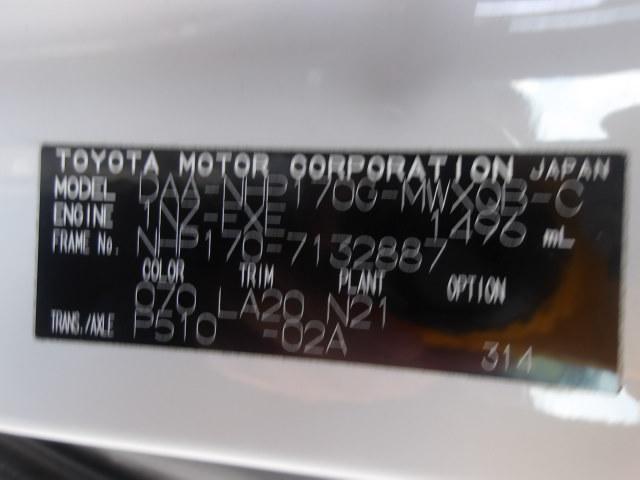 TOYOTA MOTOR CORPORATION JAPAN
MODEL DAA-NHP170G-MWXQB-C
ENGINE 1NZ-FXE 1496 mL
FRAME No. NHP170-7132887
COLOR TRIM PLANT OPTION
070 LA20 N21
TRANS./AXLE P510 -02A
314